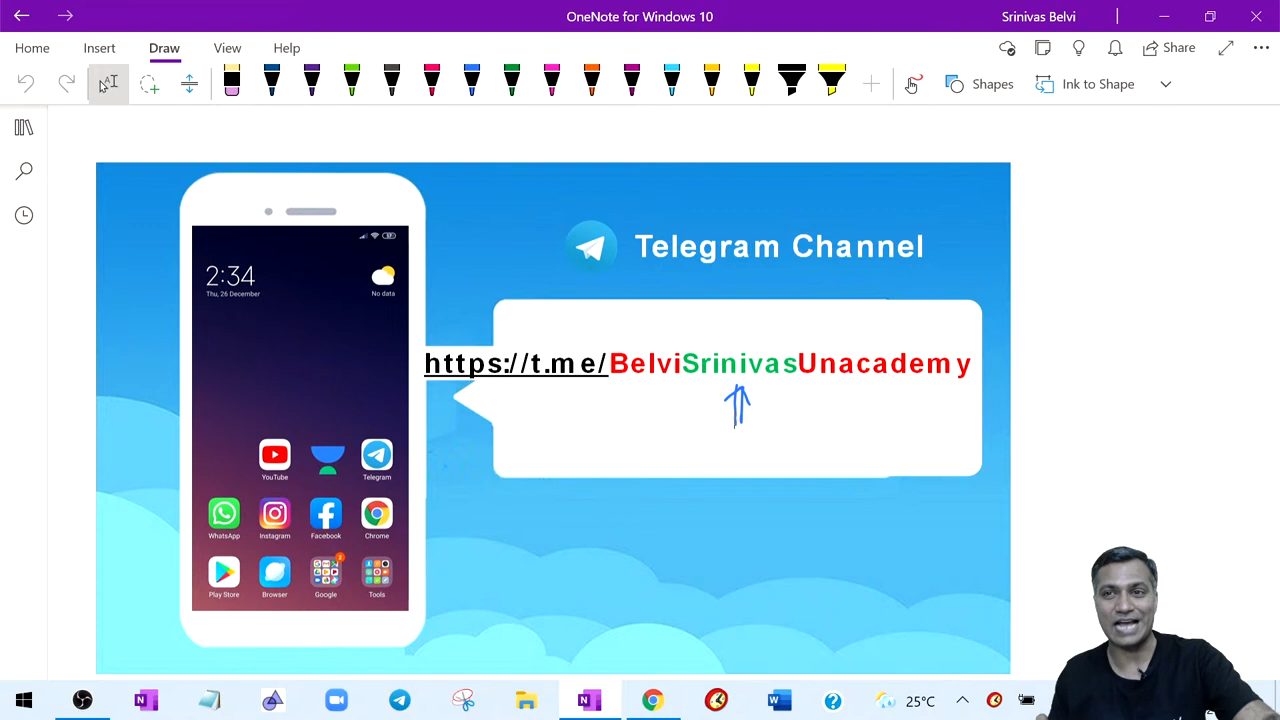 OneNote for Windows 10
Srinivas Belvi
Home Insert Draw View Help
Share
Shapes
Ink to Shape
Telegram Channel
2:34
Thu, 26 December
No data
https://t.me/BelviSrinivasUnacademy
YouTube
Telegram
WhatsApp Instagram Facebook Chrome
2
Play Store Browser Google Tools
25°C